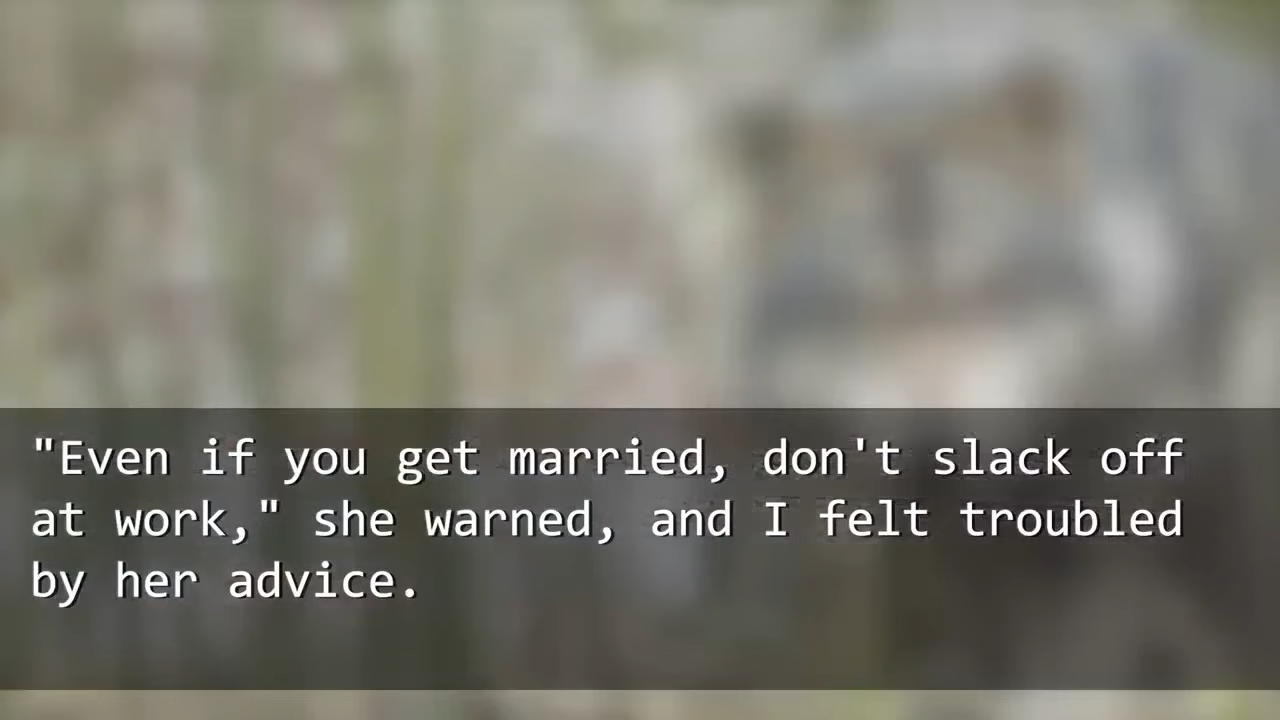 "Even if you get married, don't slack off
at work," she warned, and I felt troubled
by her advice.